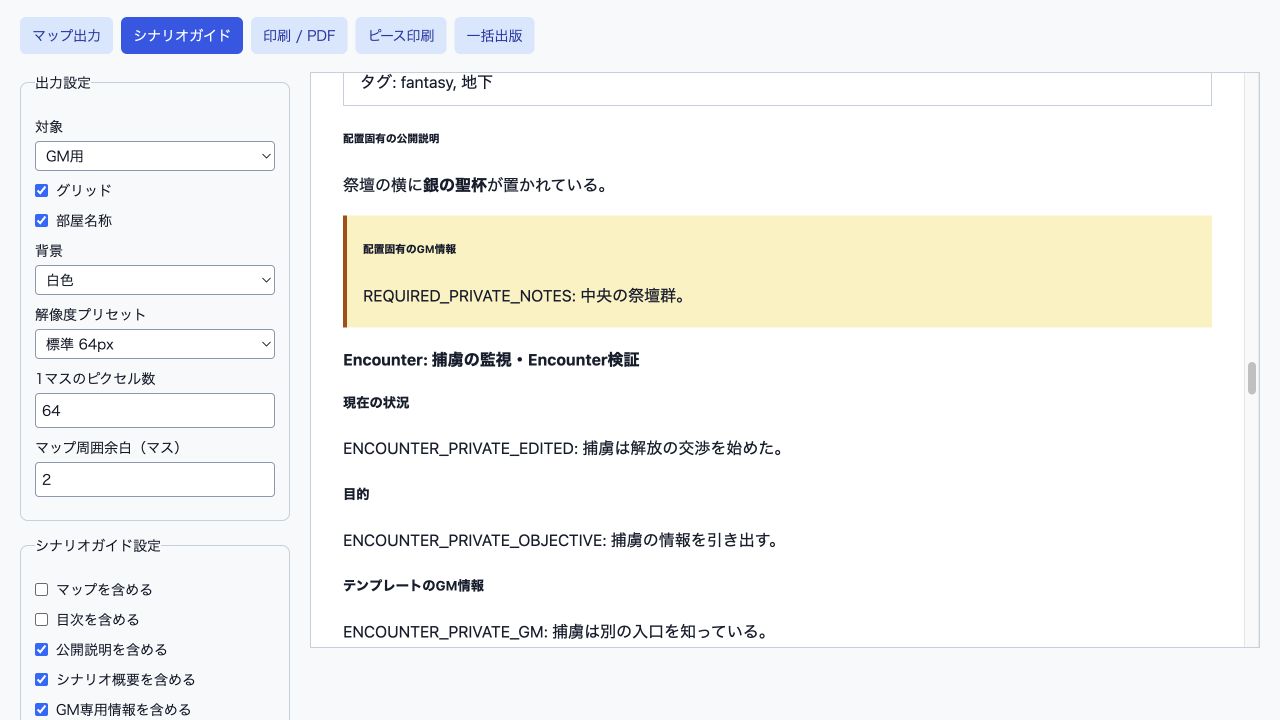 マップ出力
シナリオガイド
印刷 / PDF
ピース印刷
一括出版
出力設定
対象
GM用
グリッド
部屋名称
背景
白色
解像度プリセット
標準 64px
1マスのピクセル数
64
マップ周囲余白（マス）
2
シナリオガイド設定
マップを含める
目次を含める
公開説明を含める
シナリオ概要を含める
GM専用情報を含める
タグ: fantasy, 地下
配置固有の公開説明
祭壇の横に銀の聖杯が置かれている。
配置固有のGM情報
REQUIRED_PRIVATE_NOTES: 中央の祭壇群。
Encounter: 捕虜の監視・Encounter検証
現在の状況
ENCOUNTER_PRIVATE_EDITED: 捕虜は解放の交渉を始めた。
目的
ENCOUNTER_PRIVATE_OBJECTIVE: 捕虜の情報を引き出す。
テンプレートのGM情報
ENCOUNTER_PRIVATE_GM: 捕虜は別の入口を知っている。